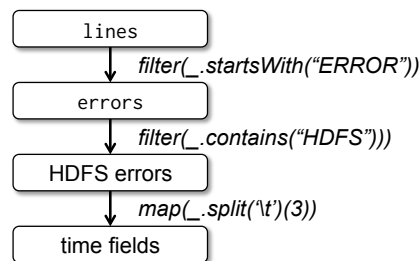 lines
filter(_.startsWith(“ERROR”))
errors
filter(_.contains(“HDFS”)))
HDFS errors
map(_.split(‘\t’)(3))
time fields